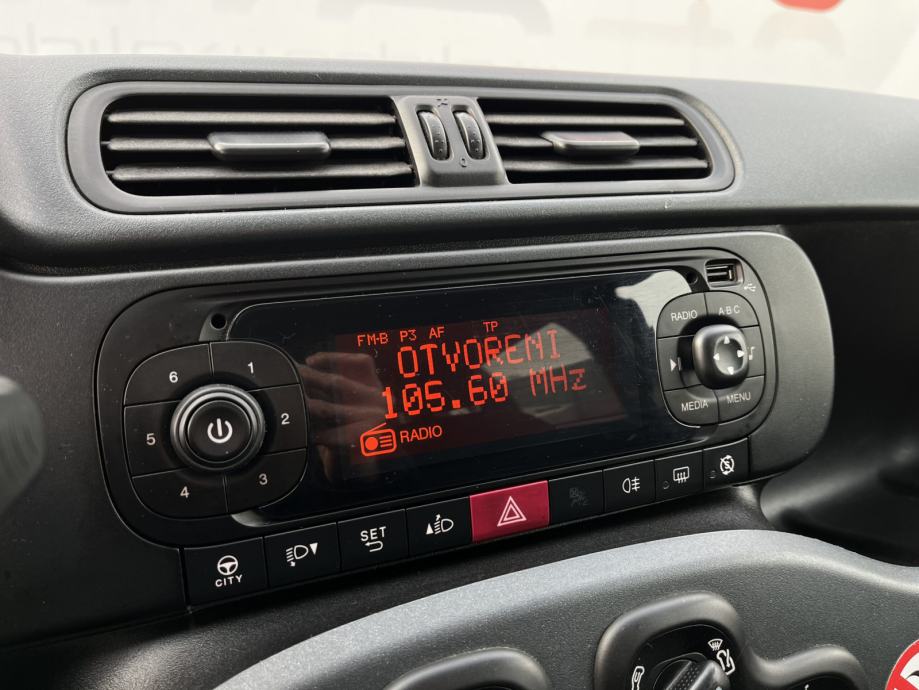 FM-B P3 AF TP
OTVORENI
105.60 MHz
RADIO
6 1
5 2
4 3
RADIO A·B·C
MEDIA MENU
CITY
SET
0